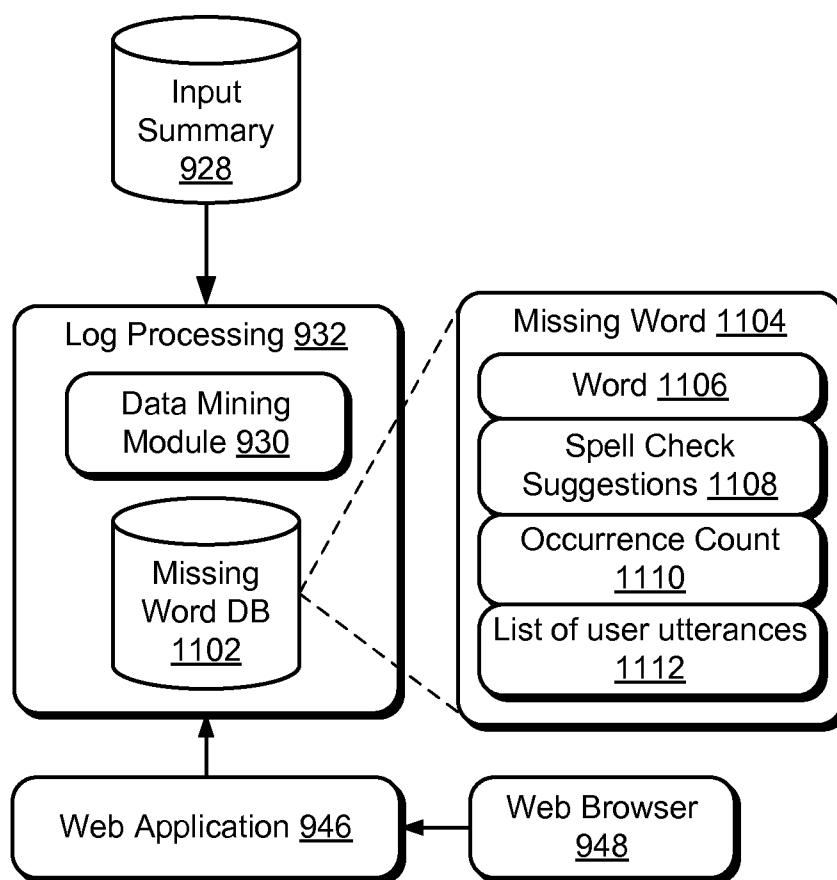 Input
Summary
928
Log Processing 932
Data Mining
Module 930
Missing
Word DB
1102
Missing Word 1104
Word 1106
Spell Check
Suggestions 1108
Occurrence Count
1110
List of user utterances
1112
Web Application 946
Web Browser
948